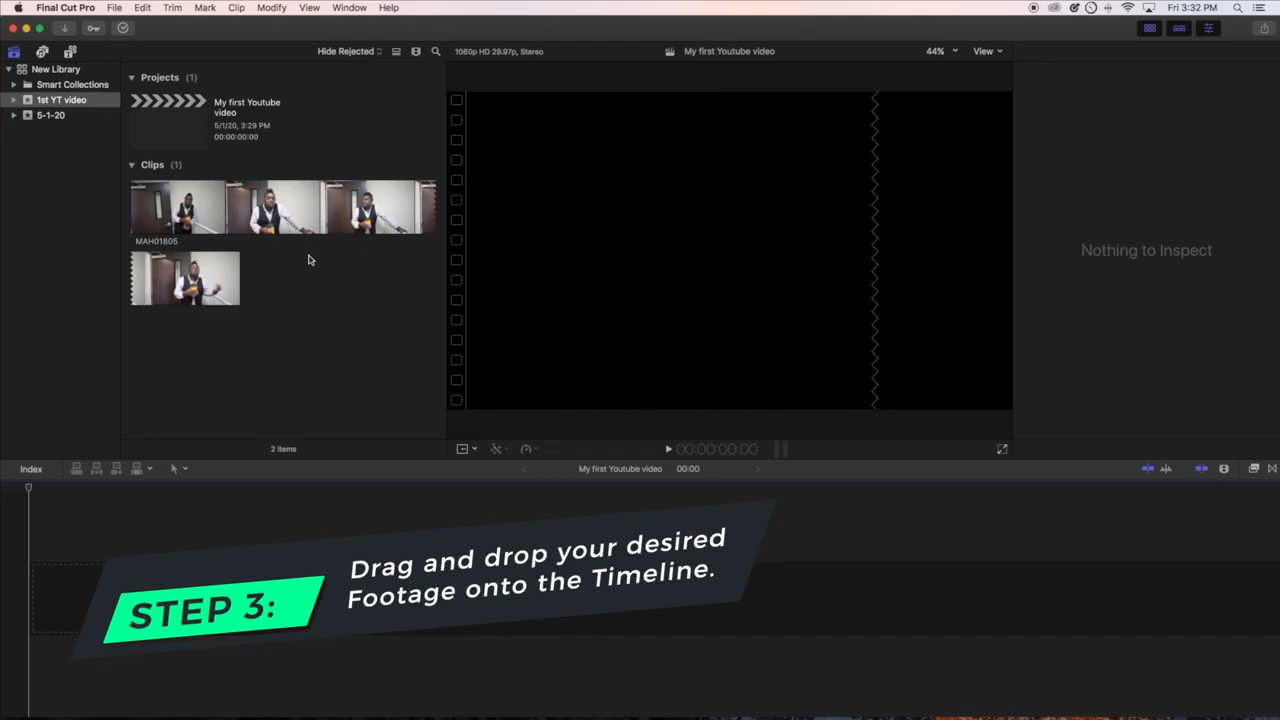 Final Cut Pro File Edit Trim Mark Clip Modify View Window Help
Fri 3:32 PM
Hide Rejected
1080p HD 29.97p, Stereo
My first Youtube video
44%
View
New Library
Smart Collections
1st YT video
5-1-20
Projects (1)
My first Youtube
video
5/1/20, 3:29 PM
00:00:00:00
Clips (1)
MAH01805
Nothing to Inspect
2 items
00:00:00:00
Index
My first Youtube video 00:00
STEP 3:
Drag and drop your desired
Footage onto the Timeline.